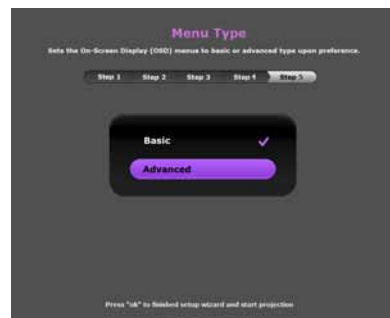 Menu Type
Sets the On-Screen Display (OSD) menus to basic or advanced type upon preference.
Step 1 Step 2 Step 3 Step 4 Step 5
Basic
Advanced
Press "ok" to finished setup wizard and start projection